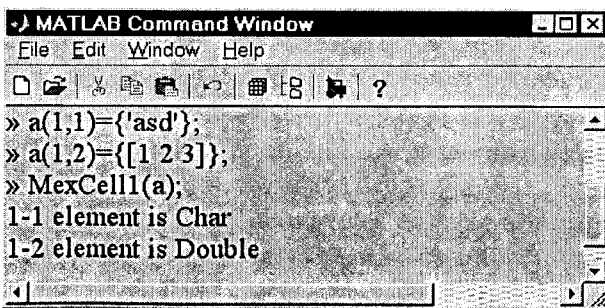 MATLAB Command Window
File Edit Window Help
?
» a(1,1)={'asd'};
» a(1,2)={[1 2 3]};
» MexCell1(a);
1-1 element is Char
1-2 element is Double